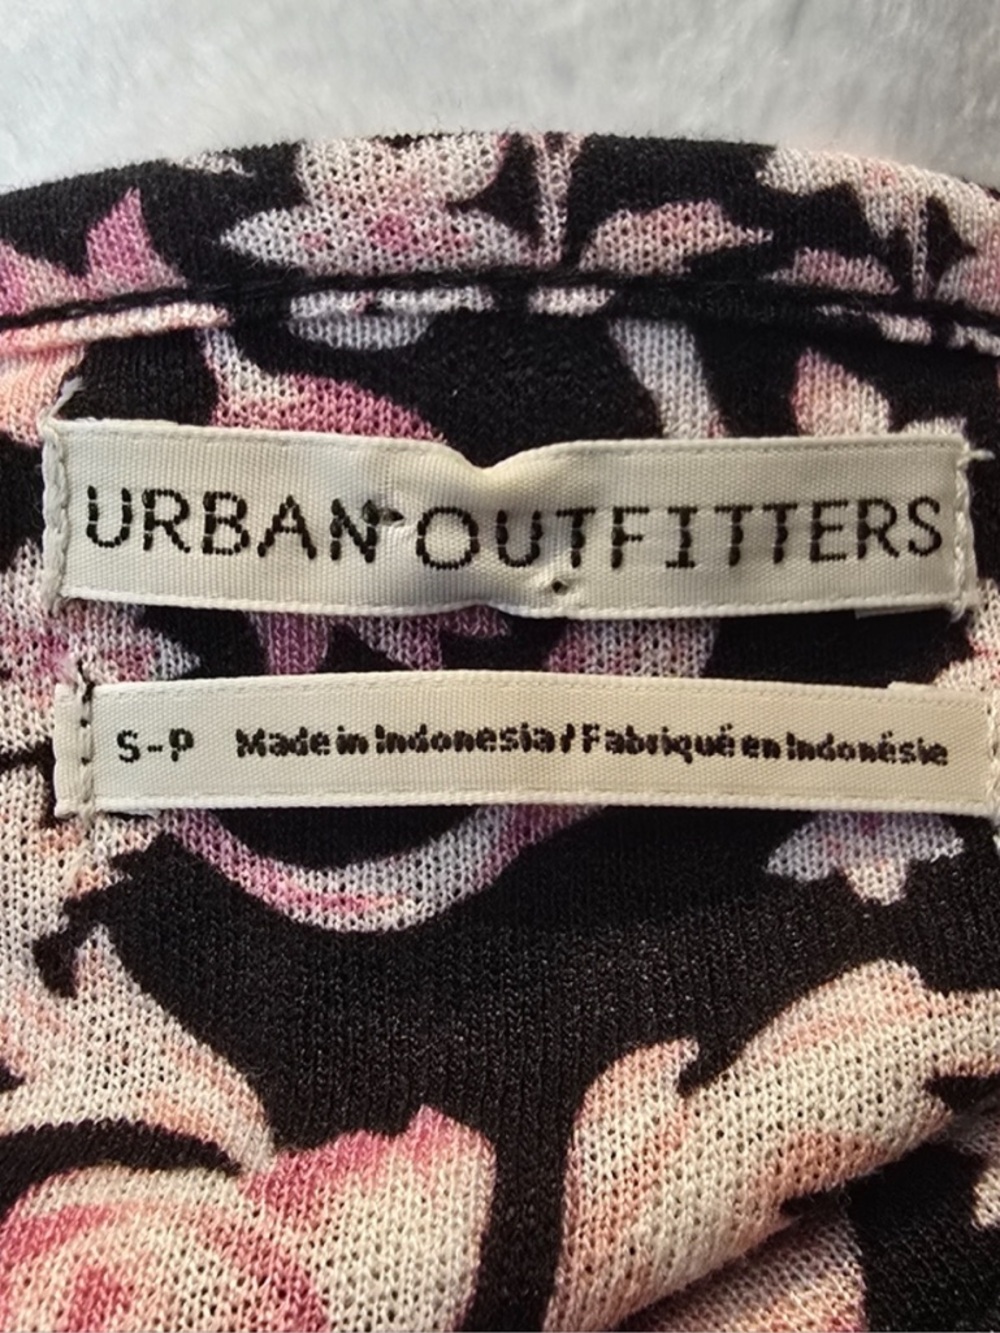 URBAN OUTFITTERS
S-P Made in Indonesia / Fabriqué en Indonésie